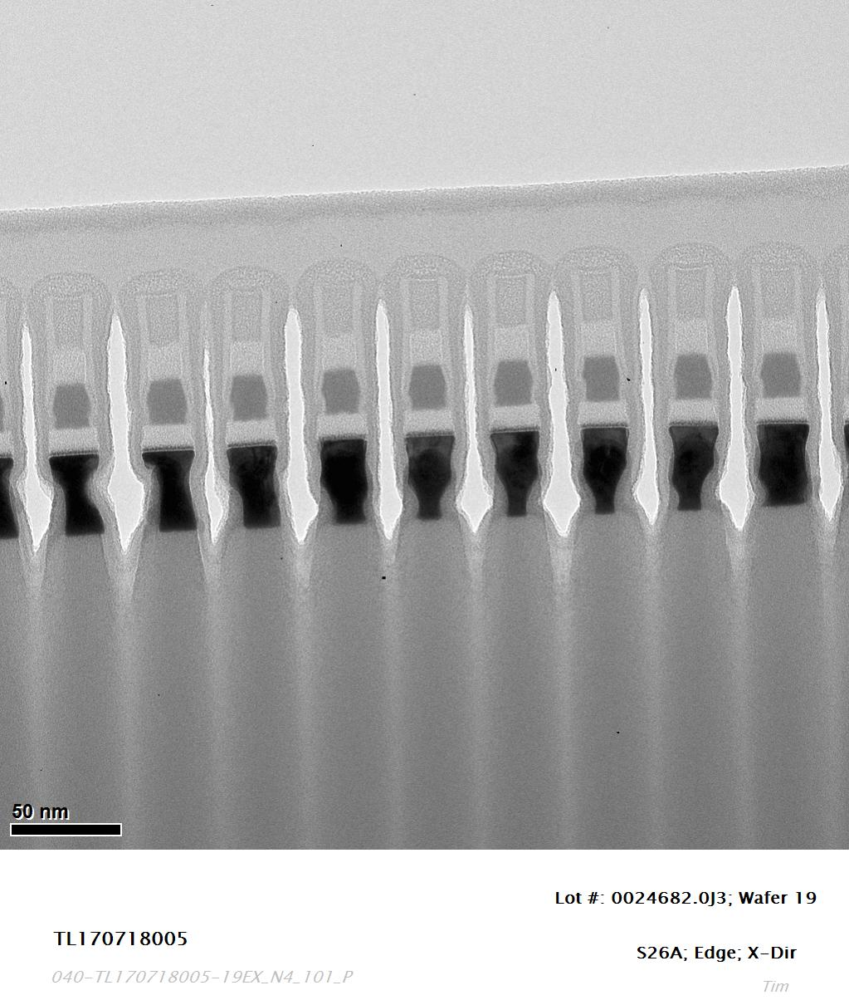 50 nm
Lot #: 0024682.0J3; Wafer 19
TL170718005
S26A; Edge; X-Dir
040-TL170718005-19EX_N4_101_P
Tim